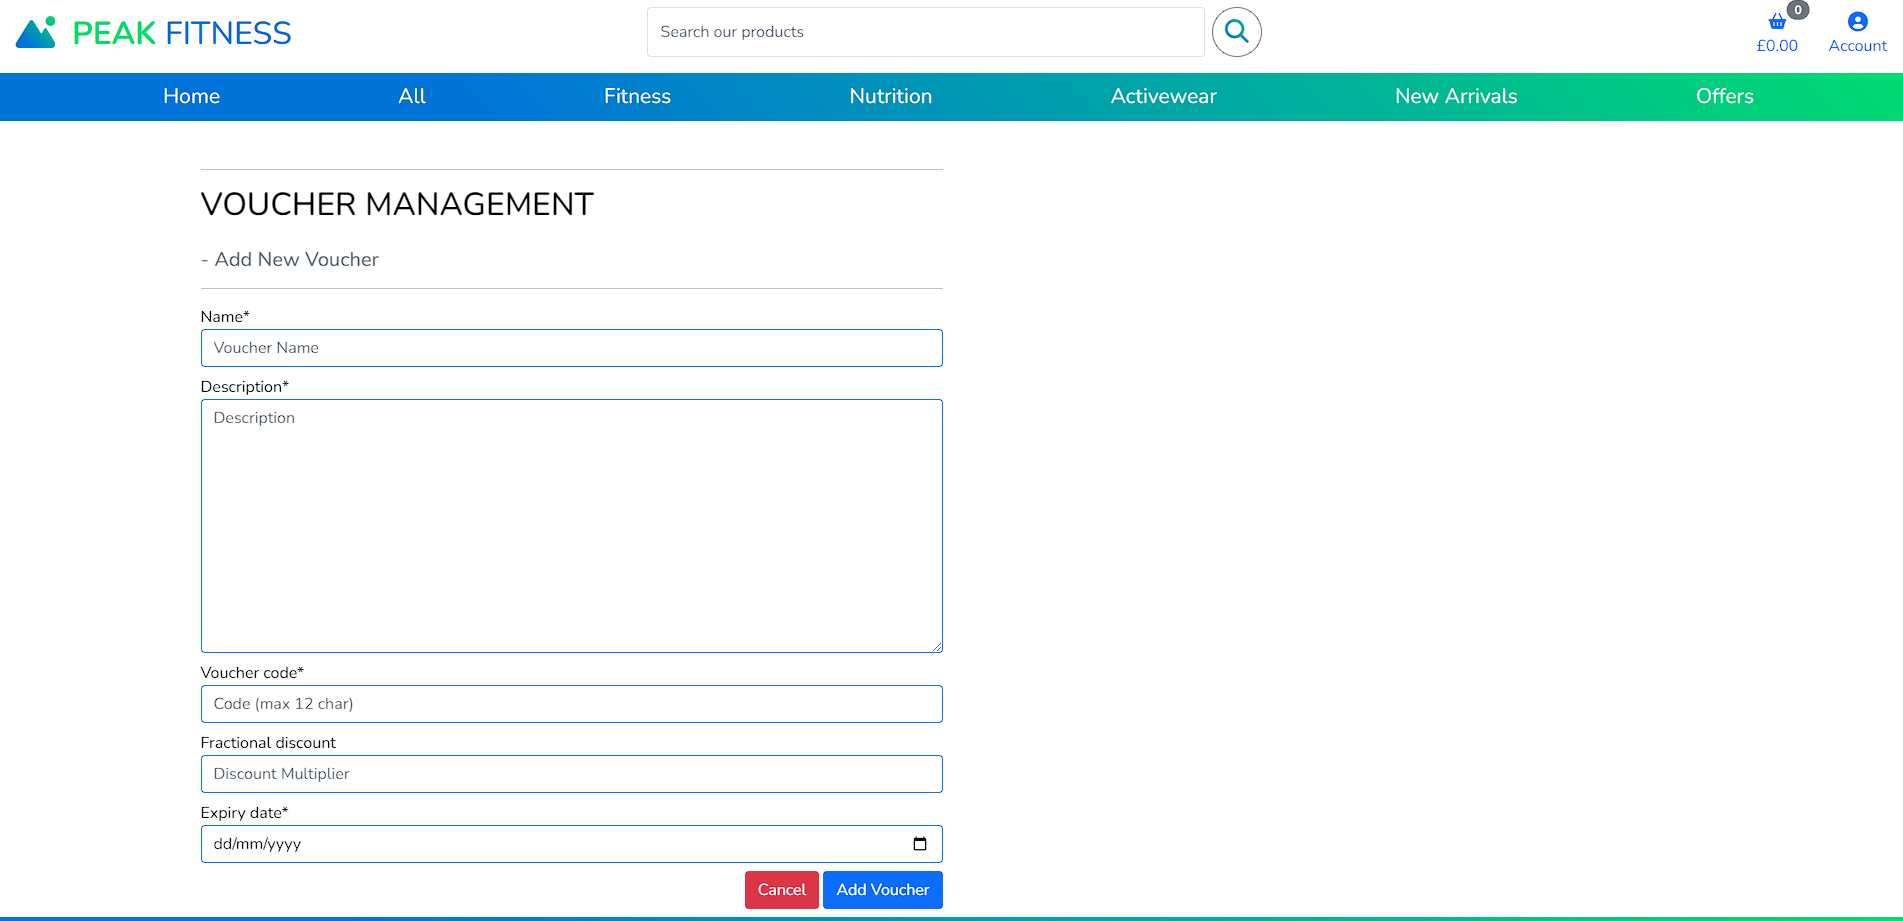 PEAK FITNESS
Search our products
0
£0.00
Account
Home All Fitness Nutrition Activewear New Arrivals Offers
VOUCHER MANAGEMENT
- Add New Voucher
Name*
Voucher Name
Description*
Description
Voucher code*
Code (max 12 char)
Fractional discount
Discount Multiplier
Expiry date*
dd/mm/yyyy
Cancel Add Voucher